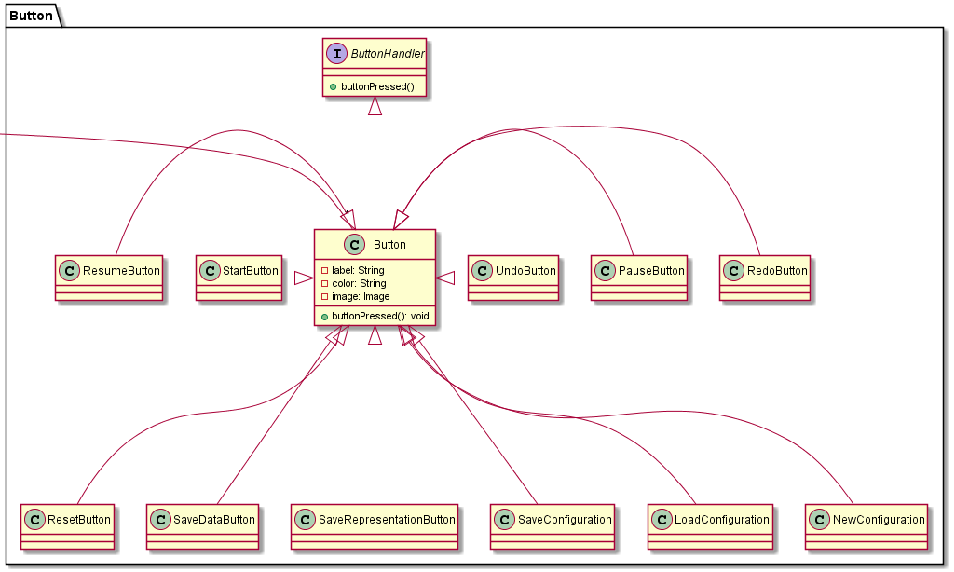 Button
I ButtonHandler
buttonPressed()
C Button
label: String
color: String
image: Image
buttonPressed(): void
C ResumeButton
C StartButton
C UndoButton
C PauseButton
C RedoButton
C ResetButton
C SaveDataButton
C SaveRepresentationButton
C SaveConfiguration
C LoadConfiguration
C NewConfiguration